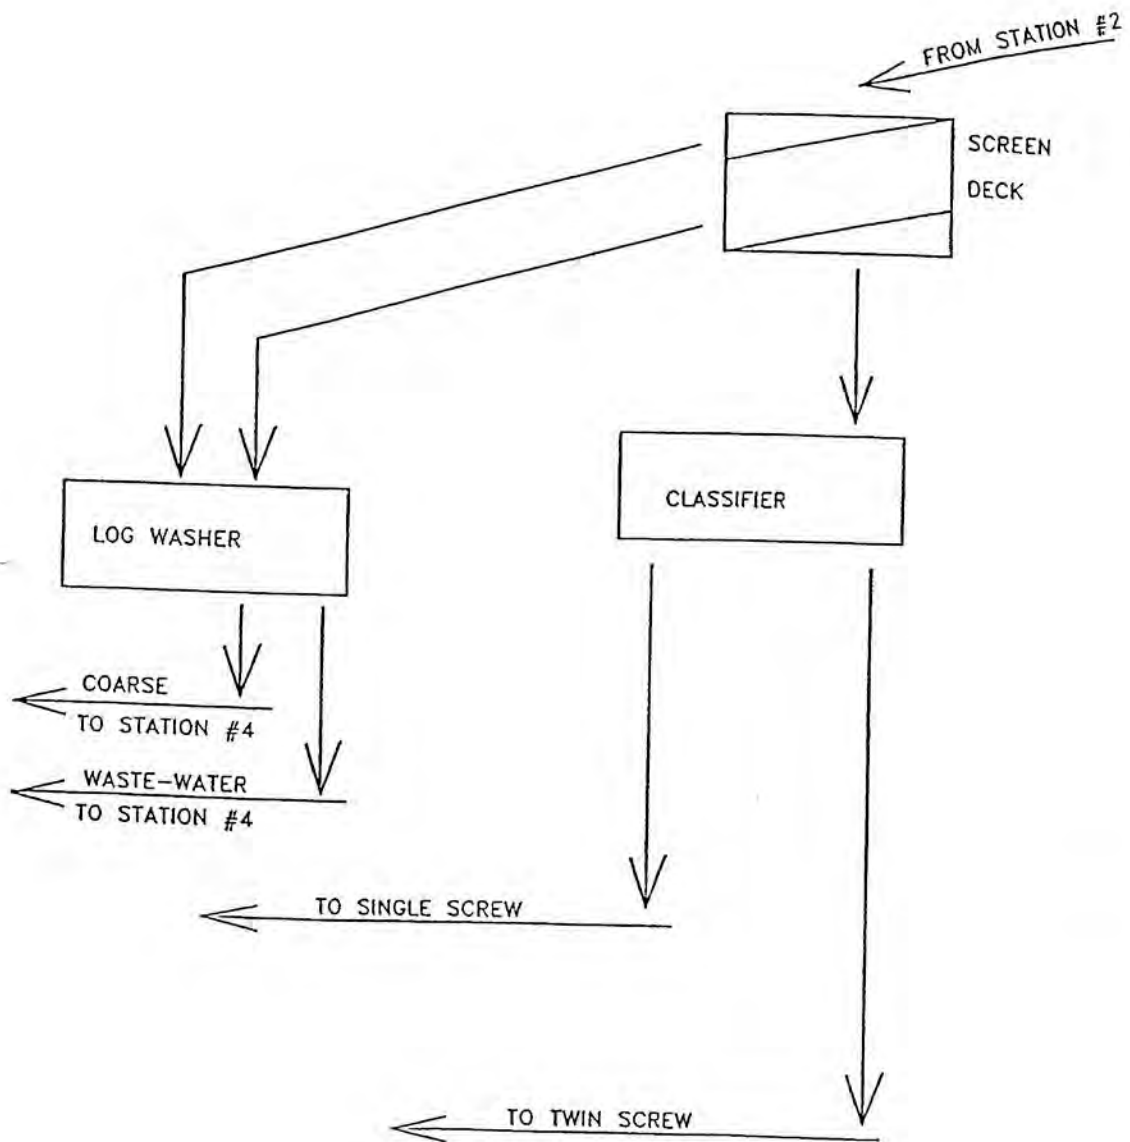 FROM STATION #2
SCREEN
DECK
CLASSIFIER
LOG WASHER
COARSE
TO STATION #4
WASTE-WATER
TO STATION #4
TO SINGLE SCREW
TO TWIN SCREW